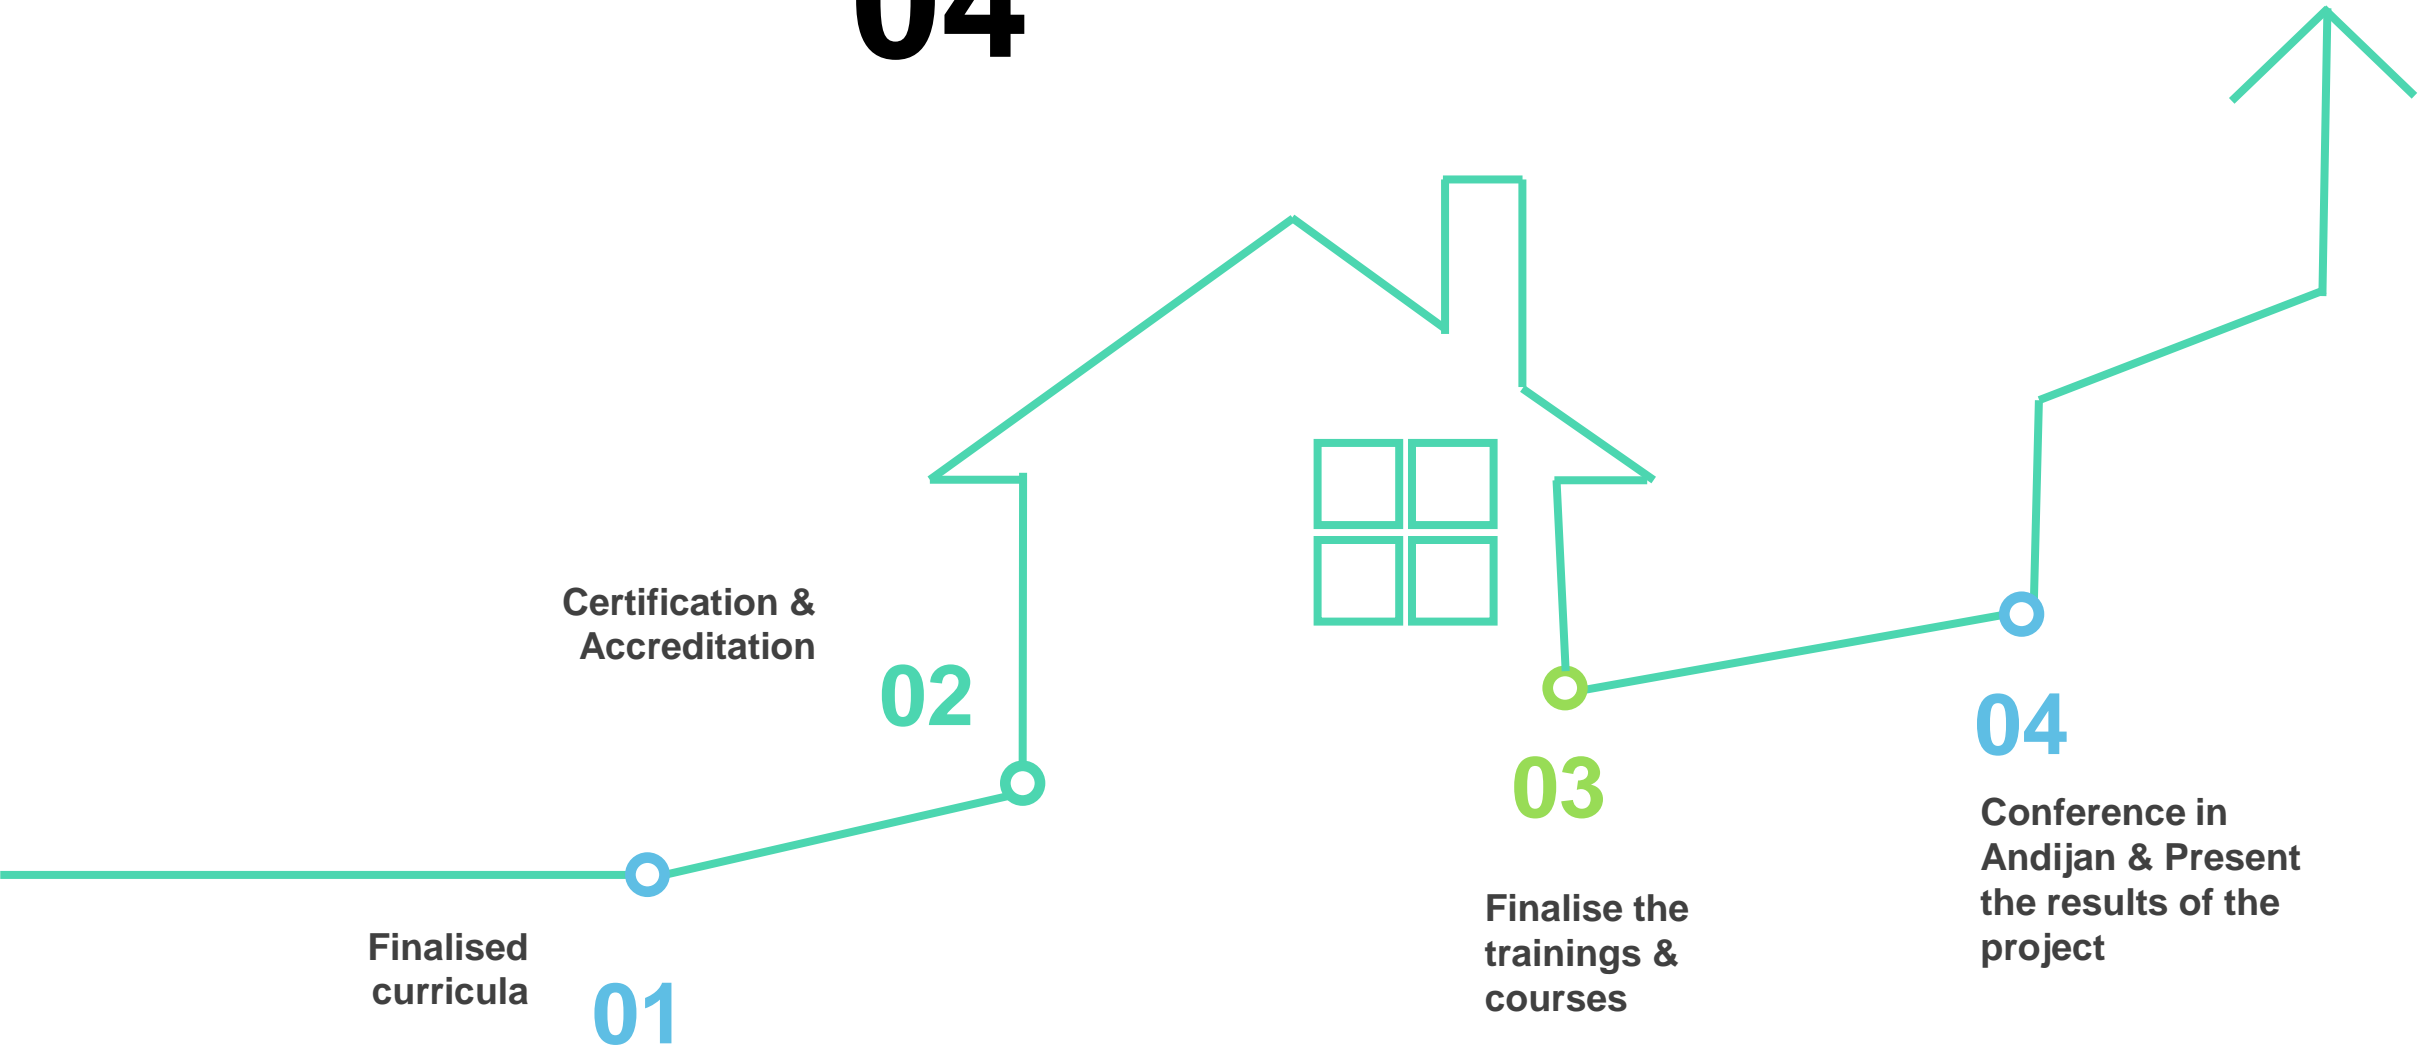 04
Certification &
Accreditation
02
Finalised
curricula
01
03
Finalise the
trainings &
courses
04
Conference in
Andijan & Present
the results of the
project